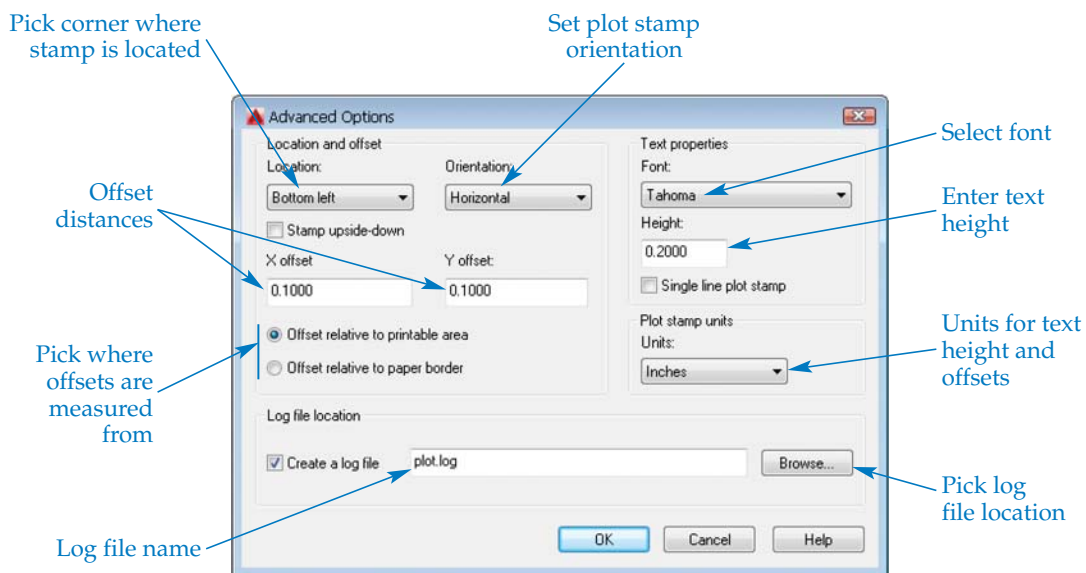 Pick corner where
stamp is located
Set plot stamp
orientation
Advanced Options
Location and offset
Location:
Orientation:
Bottom left
Horizontal
Stamp upside-down
X offset
Y offset:
0.1000
0.1000
Offset relative to printable area
Offset relative to paper border
Text properties
Font:
Tahoma
Height:
0.2000
Single line plot stamp
Plot stamp units
Units:
Inches
Log file location
Create a log file
plot.log
Browse...
OK
Cancel
Help
Offset
distances
Pick where
offsets are
measured
from
Log file name
Select font
Enter text
height
Units for text
height and
offsets
Pick log
file location